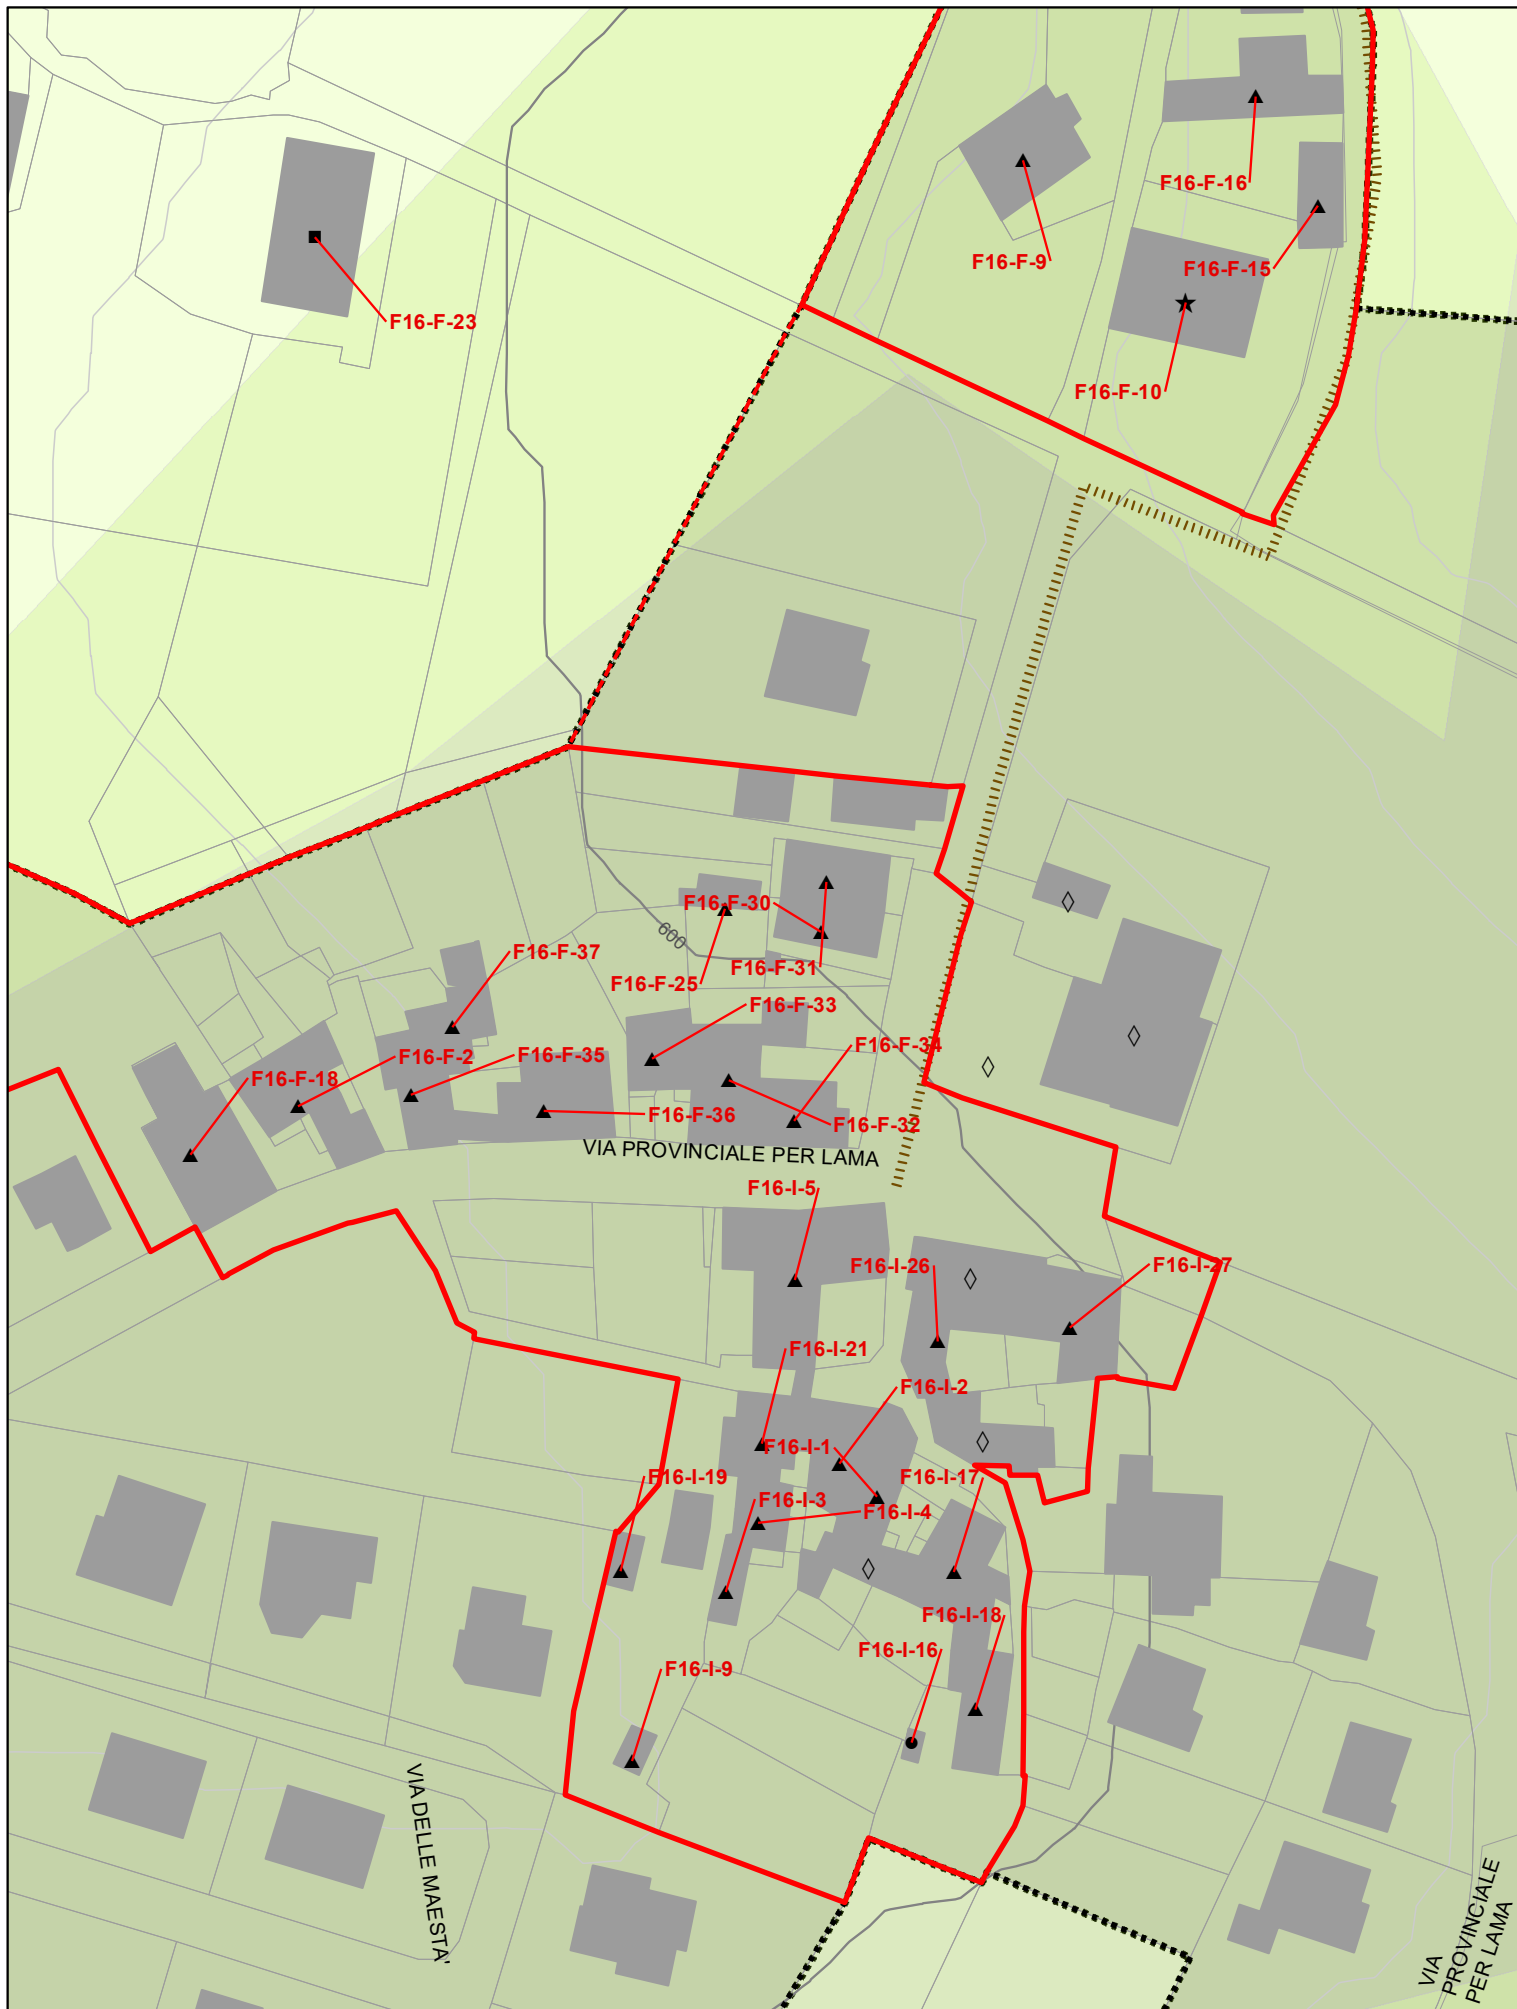 F16-F-16
F16-F-9
F16-F-15
F16-F-23
F16-F-10
F16-F-30
600
F16-F-37
F16-F-31
F16-F-25
F16-F-33
F16-F-34
F16-F-2
F16-F-35
F16-F-18
F16-F-36
F16-F-32
VIA PROVINCIALE PER LAMA
F16-I-5
F16-I-26
F16-I-27
F16-I-21
F16-I-2
F16-I-1
F16-I-19
F16-I-17
F16-I-3
F16-I-4
F16-I-18
F16-I-16
F16-I-9
VIA DELLE MAESTA'
VIA
PROVINCIALE
PER LAMA